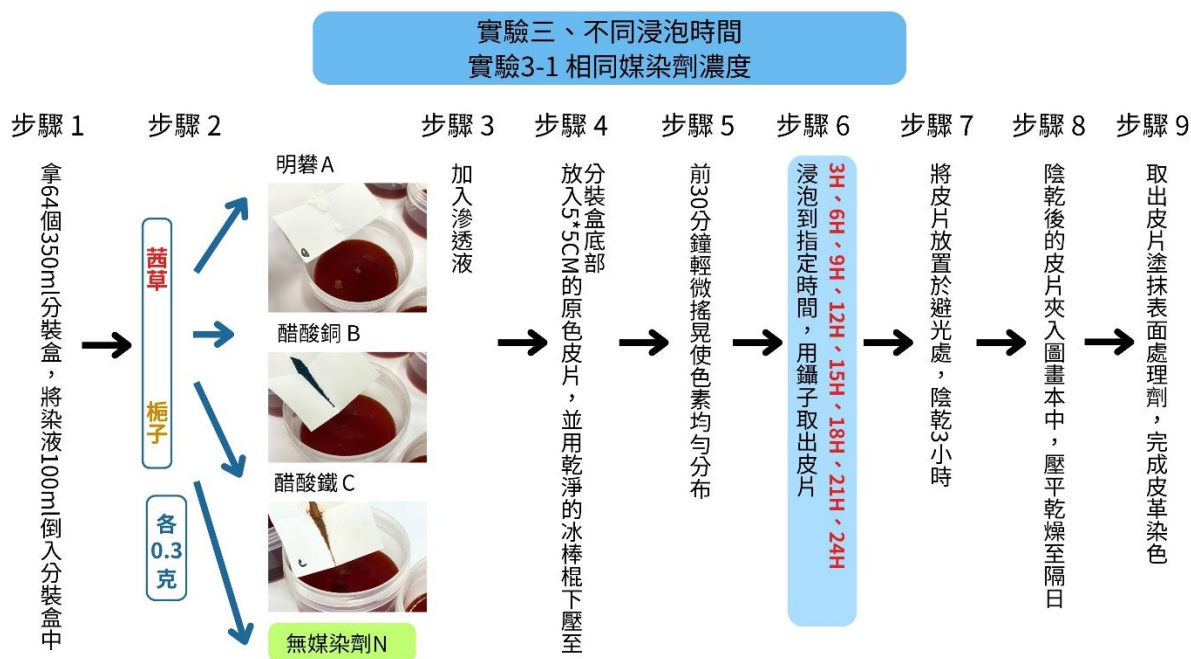 實驗三、不同浸泡時間
實驗3-1 相同媒染劑濃度
步驟 1
拿64個350ml分裝盒，將染液100ml倒入分裝盒中
步驟 2
茜草
梔子
各
0.3
克
明礬 A
醋酸銅 B
醋酸鐵 C
無媒染劑N
步驟 3
加入滲透液
步驟 4
放入5*5CM的原色皮片，並用乾淨的冰棒棍下壓至
分裝盒底部
步驟 5
前30分鐘輕微搖晃使色素均勻分布
步驟 6
3H、6H、9H、12H、15H、18H、21H、24H
浸泡到指定時間，用鑷子取出皮片
步驟 7
將皮片放置於避光處，陰乾3小時
步驟 8
陰乾後的皮片夾入圖畫本中，壓平乾燥至隔日
步驟 9
取出皮片塗抹表面處理劑，完成皮革染色